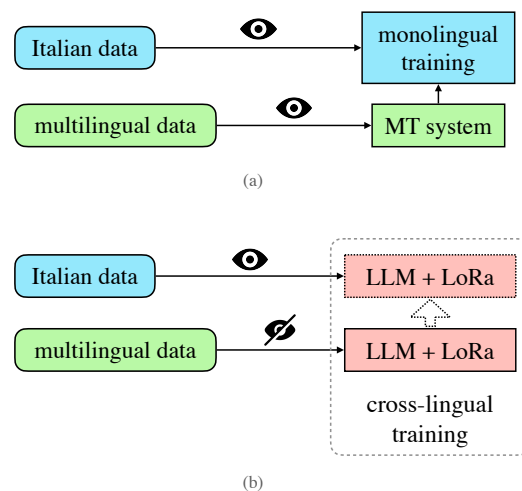 Italian data
monolingual
training
multilingual data
MT system
(a)
Italian data
LLM + LoRa
multilingual data
LLM + LoRa
cross-lingual
training
(b)